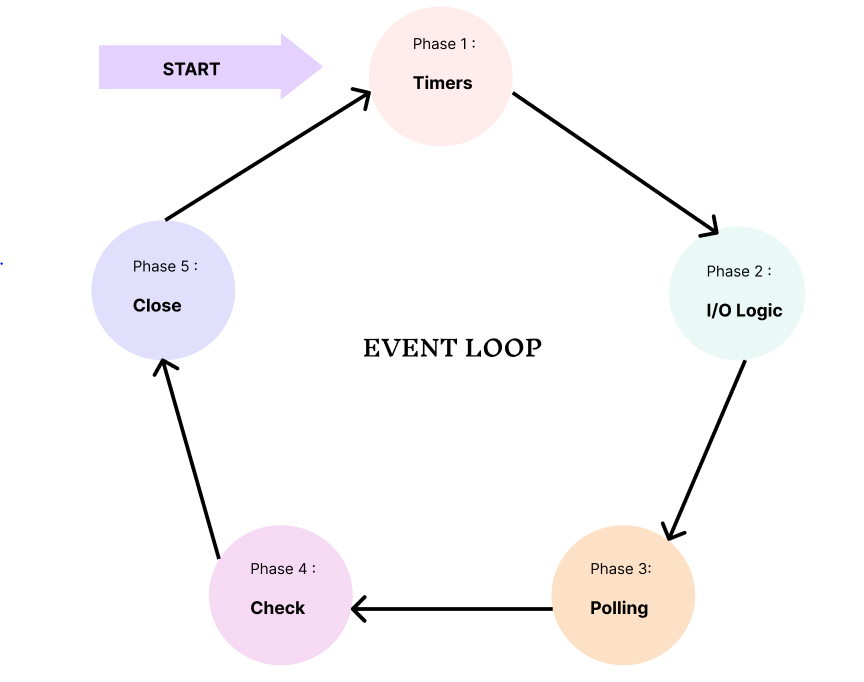 START
Phase 1 :
Timers
Phase 2 :
I/O Logic
Phase 3:
Polling
Phase 4 :
Check
Phase 5 :
Close
EVENT LOOP